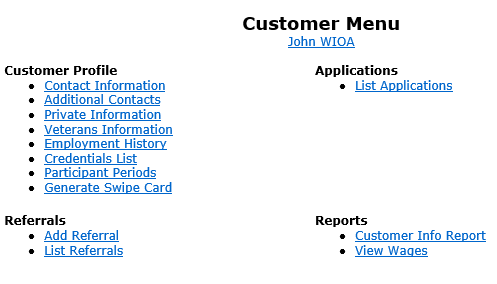 Customer Menu
John WIOA
Customer Profile
Contact Information
Additional Contacts
Private Information
Veterans Information
Employment History
Credentials List
Participant Periods
Generate Swipe Card
Applications
List Applications
Referrals
Add Referral
List Referrals
Reports
Customer Info Report
View Wages